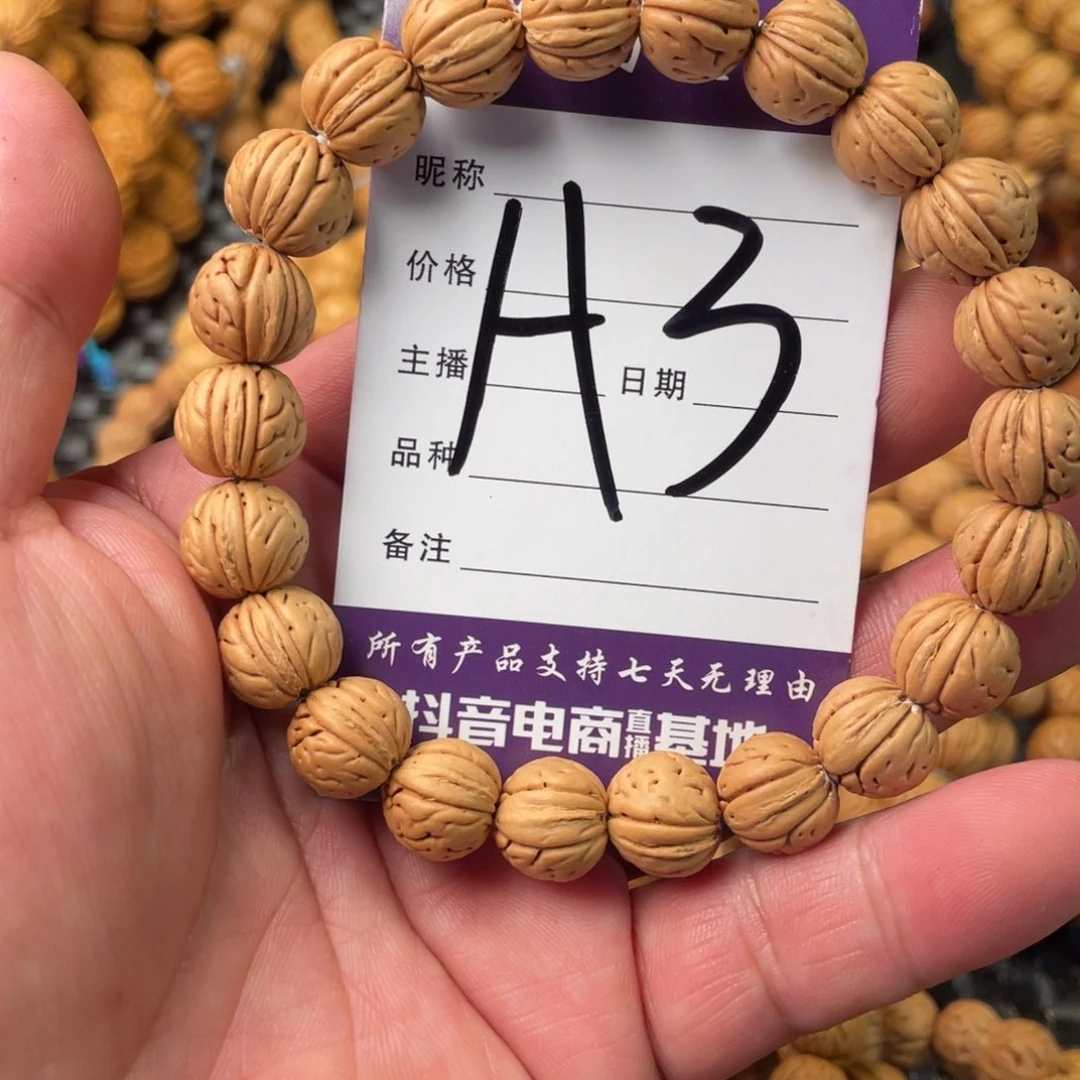 昵称
A3
价格
主播 日期
品种
备注
所有产品支持七天无理由
抖音电商直播基地